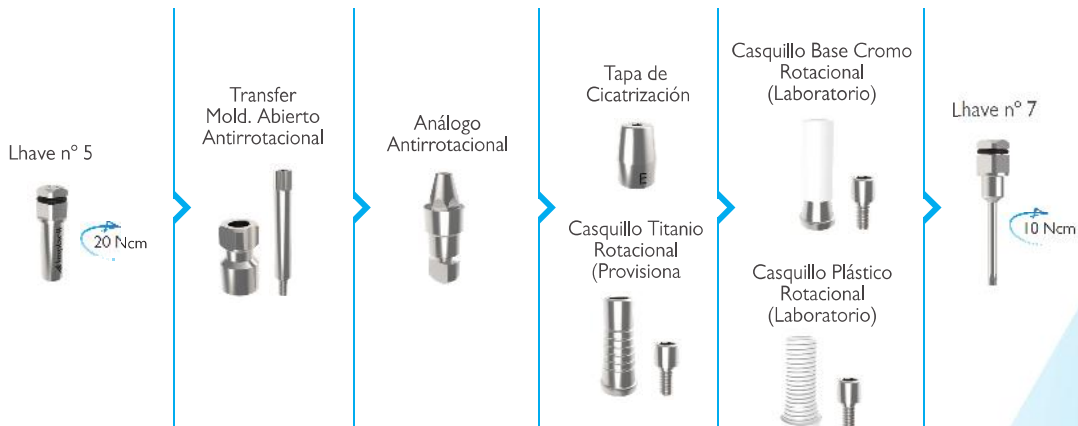 Lhave nº 5
20 Ncm
Transfer
Mold. Abierto
Antirrotacional
Análogo
Antirrotacional
Tapa de
Cicatrización
E
Casquillo Titanio
Rotacional
(Provisiona
Casquillo Base Cromo
Rotacional
(Laboratorio)
Casquillo Plástico
Rotacional
(Laboratorio)
Lhave nº 7
10 Ncm